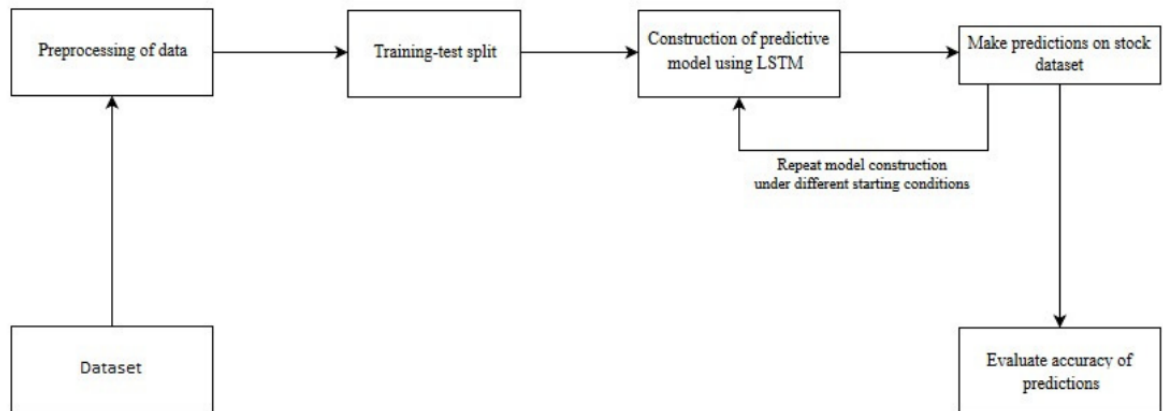 Preprocessing of data
Training-test split
Construction of predictive
model using LSTM
Make predictions on stock
dataset
Repeat model construction
under different starting conditions
Dataset
Evaluate accuracy of
predictions